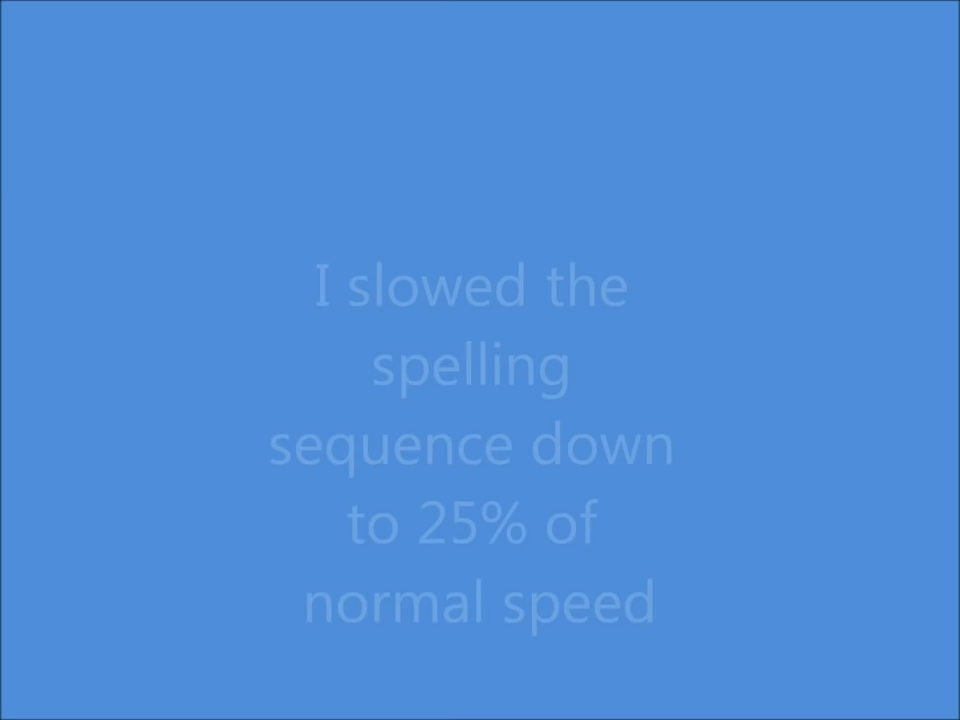 I slowed the
spelling
sequence down
to 25% of
normal speed